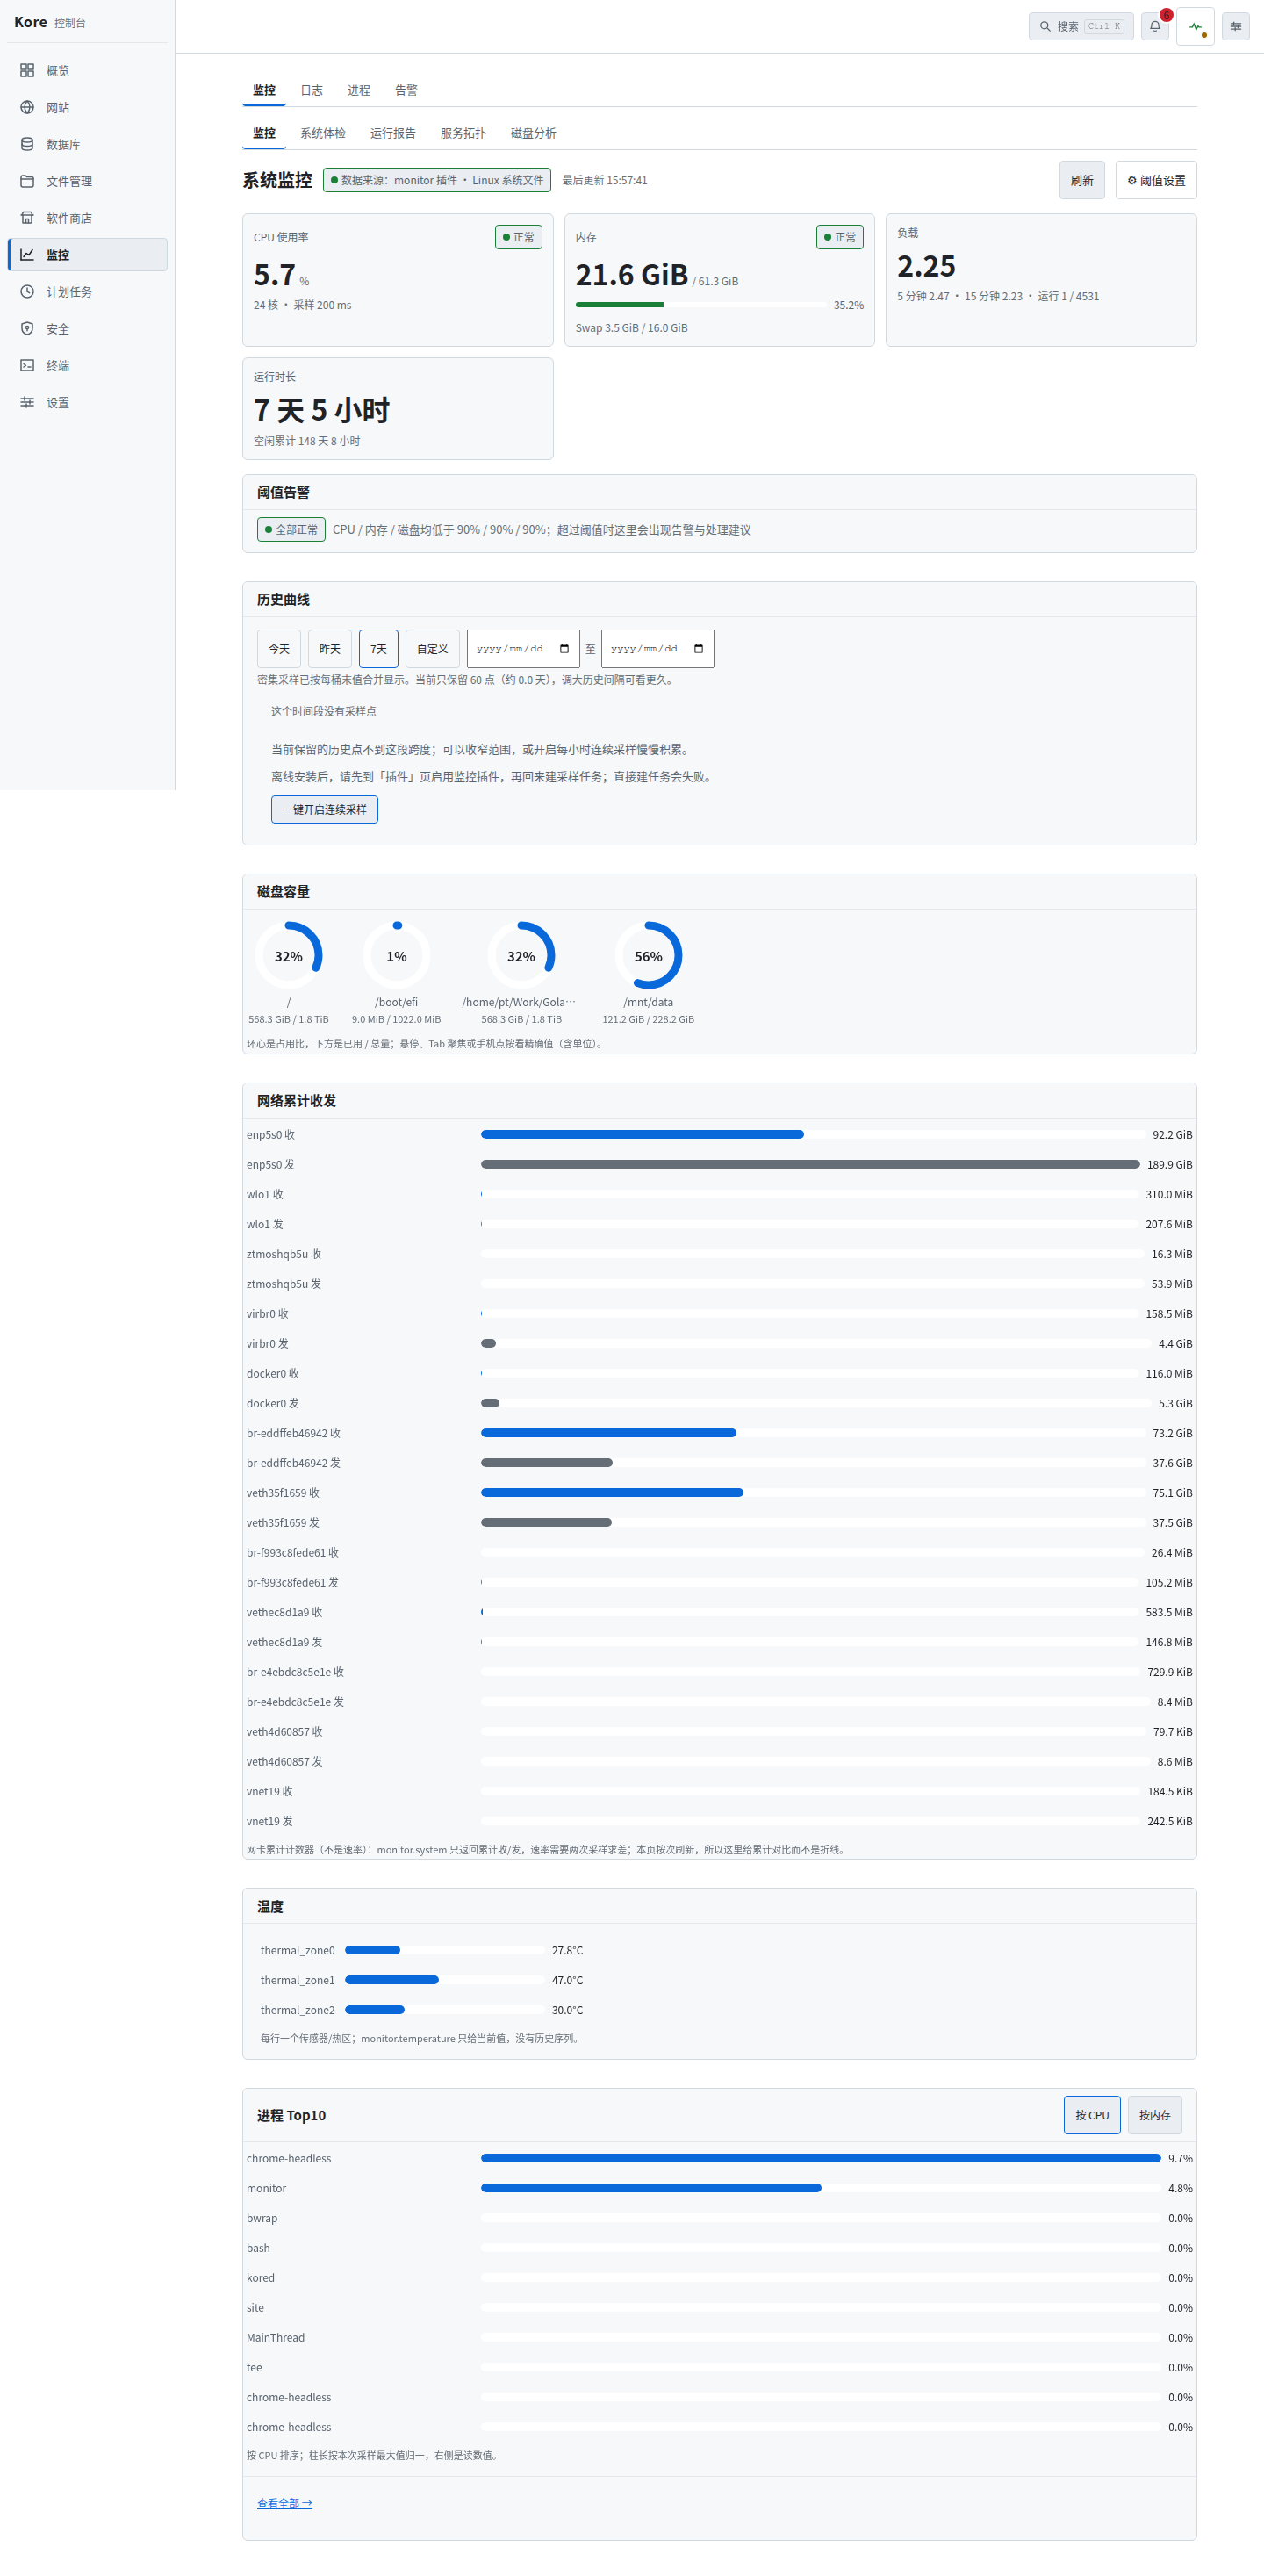 Kore 控制台
搜索 Ctrl K
6
概览
网站
数据库
文件管理
软件商店
监控
计划任务
安全
终端
设置
监控 日志 进程 告警
监控 系统体检 运行报告 服务拓扑 磁盘分析
系统监控 数据来源：monitor 插件 · Linux 系统文件 最后更新 15:57:41 刷新 ⚙ 阈值设置
CPU 使用率 正常
5.7 %
24 核 · 采样 200 ms
内存 正常
21.6 GiB / 61.3 GiB
35.2%
Swap 3.5 GiB / 16.0 GiB
负载
2.25
5 分钟 2.47 · 15 分钟 2.23 · 运行 1 / 4531
运行时长
7 天 5 小时
空闲累计 148 天 8 小时
阈值告警
全部正常 CPU / 内存 / 磁盘均低于 90% / 90% / 90%；超过阈值时这里会出现告警与处理建议
历史曲线
今天 昨天 7天 自定义 yyyy/mm/dd 至 yyyy/mm/dd
密集采样已按每桶末值合并显示。当前只保留 60 点（约 0.0 天），调大历史间隔可看更久。
这个时间段没有采样点
当前保留的历史点不到这段跨度；可以收窄范围，或开启每小时连续采样慢慢积累。
离线安装后，请先到「插件」页启用监控插件，再回来建采样任务；直接建任务会失败。
一键开启连续采样
磁盘容量
32% 1% 32% 56%
/ /boot/efi /home/pt/Work/Gola… /mnt/data
568.3 GiB / 1.8 TiB 9.0 MiB / 1022.0 MiB 568.3 GiB / 1.8 TiB 121.2 GiB / 228.2 GiB
环心是占用比，下方是已用 / 总量；悬停、Tab 聚焦或手机点按看精确值（含单位）。
网络累计收发
enp5s0 收 92.2 GiB
enp5s0 发 189.9 GiB
wlo1 收 310.0 MiB
wlo1 发 207.6 MiB
ztmoshqb5u 收 16.3 MiB
ztmoshqb5u 发 53.9 MiB
virbr0 收 158.5 MiB
virbr0 发 4.4 GiB
docker0 收 116.0 MiB
docker0 发 5.3 GiB
br-eddffeb46942 收 73.2 GiB
br-eddffeb46942 发 37.6 GiB
veth35f1659 收 75.1 GiB
veth35f1659 发 37.5 GiB
br-f993c8fede61 收 26.4 MiB
br-f993c8fede61 发 105.2 MiB
vethec8d1a9 收 583.5 MiB
vethec8d1a9 发 146.8 MiB
br-e4ebdc8c5e1e 收 729.9 KiB
br-e4ebdc8c5e1e 发 8.4 MiB
veth4d60857 收 79.7 KiB
veth4d60857 发 8.6 MiB
vnet19 收 184.5 KiB
vnet19 发 242.5 KiB
网卡累计计数器（不是速率）：monitor.system 只返回累计收/发，速率需要两次采样求差；本页按次刷新，所以这里给累计对比而不是折线。
温度
thermal_zone0 27.8°C
thermal_zone1 47.0°C
thermal_zone2 30.0°C
每行一个传感器/热区；monitor.temperature 只给当前值，没有历史序列。
进程 Top10 按 CPU 按内存
chrome-headless 9.7%
monitor 4.8%
bwrap 0.0%
bash 0.0%
kored 0.0%
site 0.0%
MainThread 0.0%
tee 0.0%
chrome-headless 0.0%
chrome-headless 0.0%
按 CPU 排序；柱长按本次采样最大值归一，右侧是读数值。
查看全部 →